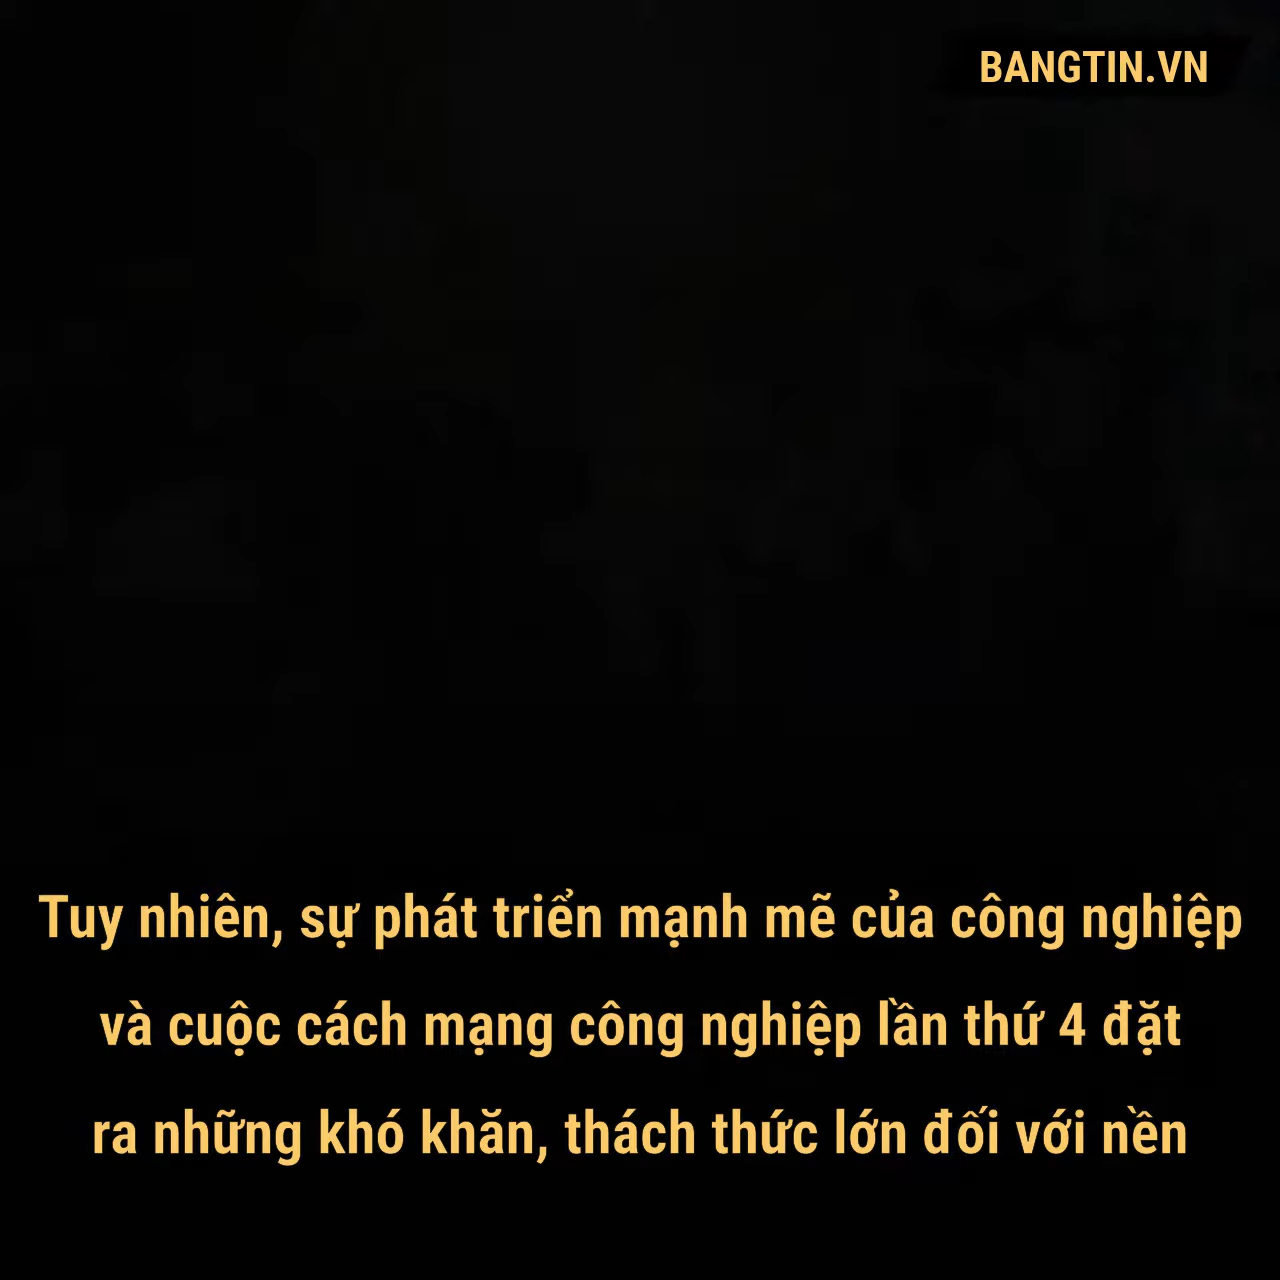 BANGTIN.VN
Tuy nhiên, sự phát triển mạnh mẽ của công nghiệp
và cuộc cách mạng công nghiệp lần thứ 4 đặt
ra những khó khăn, thách thức lớn đối với nền